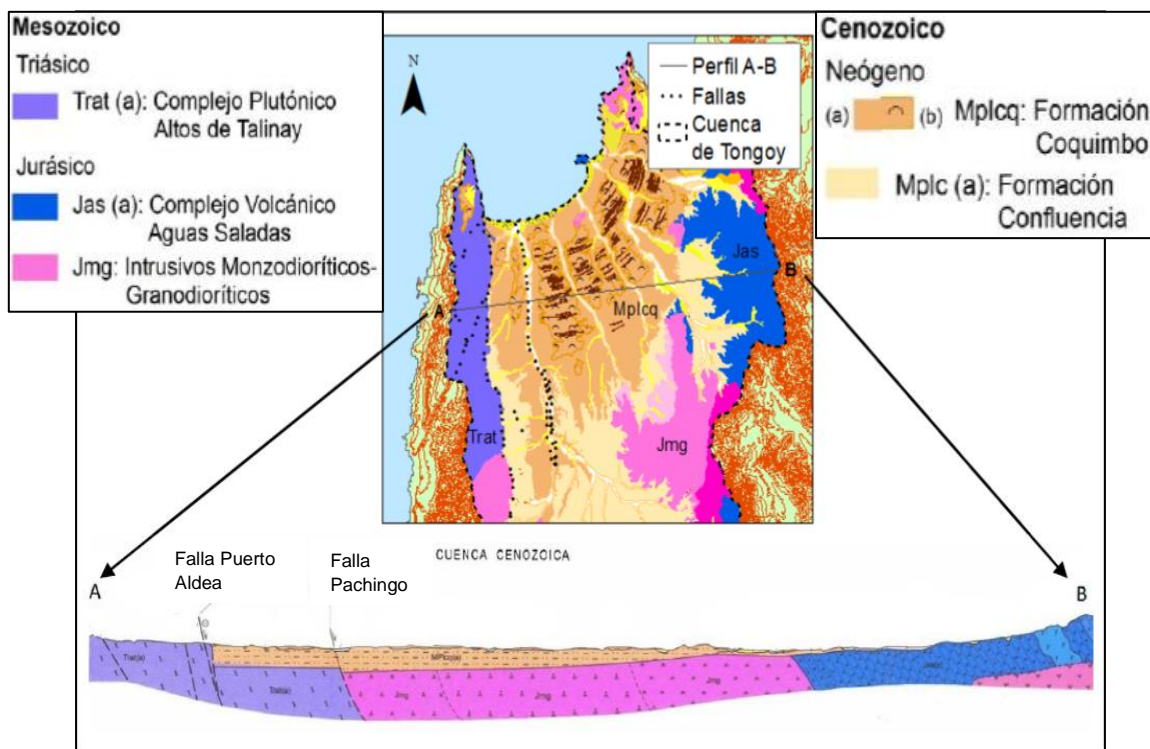 Mesozoico
Triásico
Trat (a): Complejo Plutónico
Altos de Talinay
Jurásico
Jas (a): Complejo Volcánico
Aguas Saladas
Jmg: Intrusivos Monzodioríticos-
Granodioríticos
N
Perfil A-B
Fallas
Cuenca
de Tongoy
Cenozoico
Neógeno
(a) (b) Mplcq: Formación
Coquimbo
Mplc (a): Formación
Confluencia
Jas
A
B
Mplcq
Trat
Jmg
CUENCA CENOZOICA
Falla Puerto
Aldea
Falla
Pachingo
A
B
Trat(a)
Trat(a)
Jmg
Jmg
Jmg